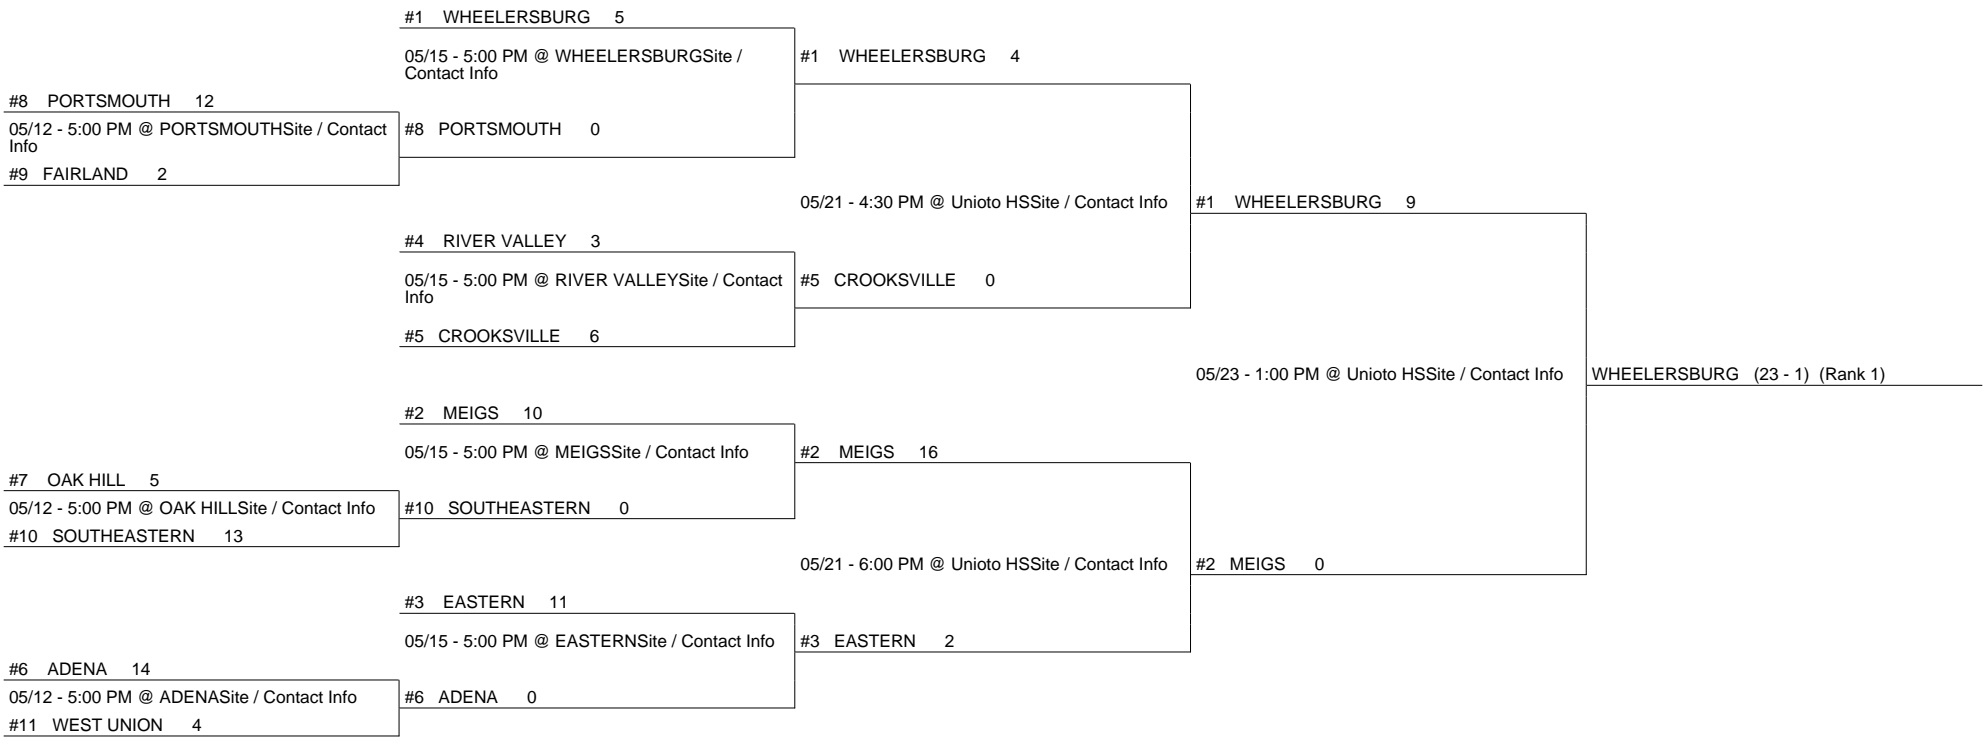 #1 WHEELERSBURG 5
05/15 - 5:00 PM @ WHEELERSBURGSite /
Contact Info
#8 PORTSMOUTH 12
05/12 - 5:00 PM @ PORTSMOUTHSite / Contact
Info
#9 FAIRLAND 2
#8 PORTSMOUTH 0
#1 WHEELERSBURG 4
05/21 - 4:30 PM @ Unioto HSSite / Contact Info
#1 WHEELERSBURG 9
#4 RIVER VALLEY 3
05/15 - 5:00 PM @ RIVER VALLEYSite / Contact
Info
#5 CROOKSVILLE 6
#5 CROOKSVILLE 0
05/23 - 1:00 PM @ Unioto HSSite / Contact Info
WHEELERSBURG (23 - 1) (Rank 1)
#2 MEIGS 10
05/15 - 5:00 PM @ MEIGSSite / Contact Info
#2 MEIGS 16
#7 OAK HILL 5
05/12 - 5:00 PM @ OAK HILLSite / Contact Info
#10 SOUTHEASTERN 13
#10 SOUTHEASTERN 0
05/21 - 6:00 PM @ Unioto HSSite / Contact Info
#2 MEIGS 0
#3 EASTERN 11
05/15 - 5:00 PM @ EASTERNSite / Contact Info
#3 EASTERN 2
#6 ADENA 14
05/12 - 5:00 PM @ ADENASite / Contact Info
#11 WEST UNION 4
#6 ADENA 0